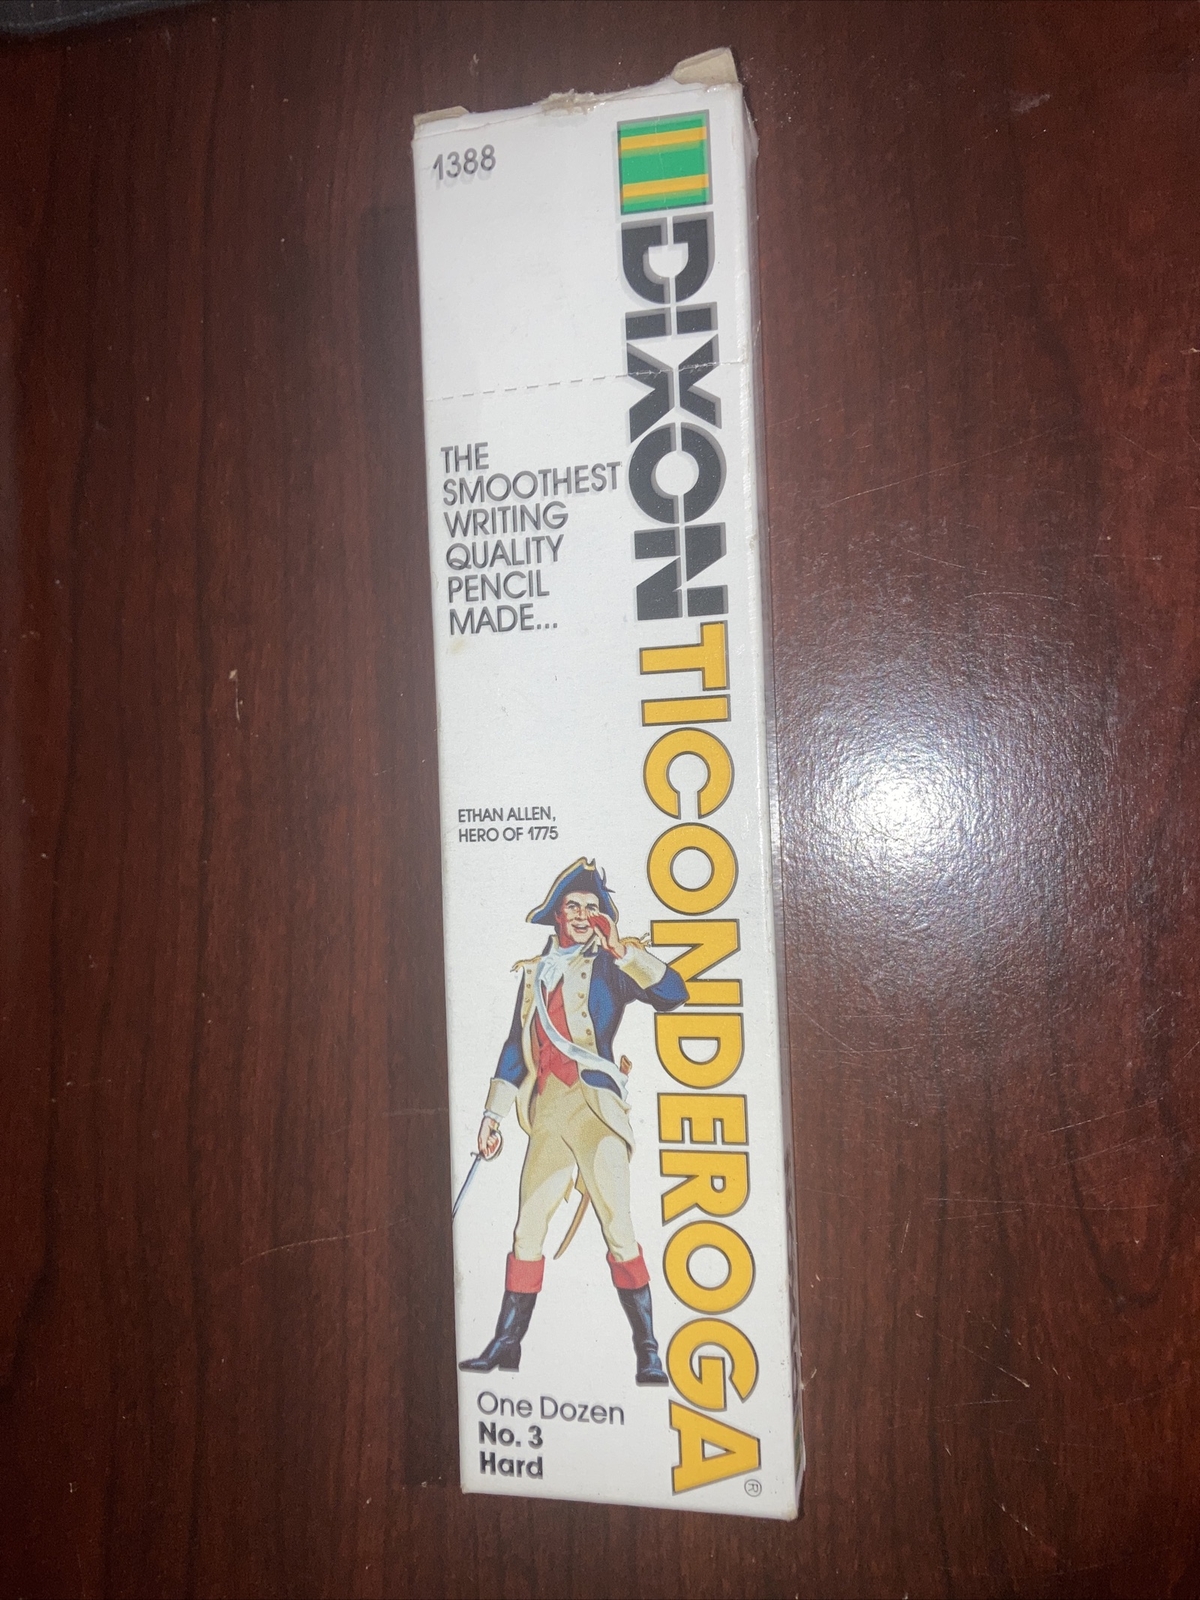 1388
DIXON TICONDEROGA®
THE
SMOOTHEST
WRITING
QUALITY
PENCIL
MADE...
ETHAN ALLEN,
HERO OF 1775
One Dozen
No. 3
Hard